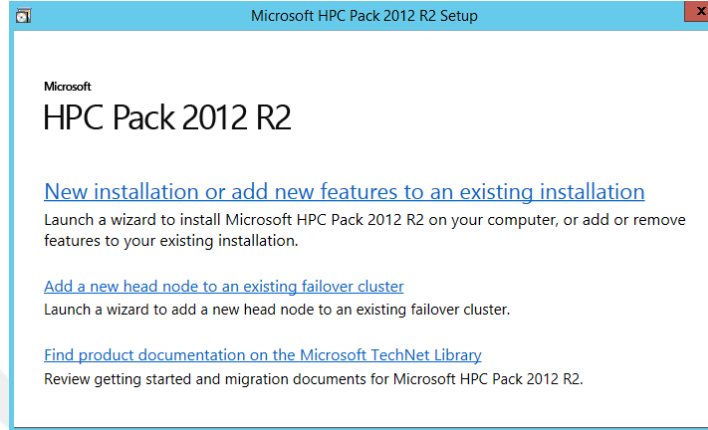 Microsoft HPC Pack 2012 R2 Setup
x
Microsoft
HPC Pack 2012 R2
New installation or add new features to an existing installation
Launch a wizard to install Microsoft HPC Pack 2012 R2 on your computer, or add or remove
features to your existing installation.
Add a new head node to an existing failover cluster
Launch a wizard to add a new head node to an existing failover cluster.
Find product documentation on the Microsoft TechNet Library
Review getting started and migration documents for Microsoft HPC Pack 2012 R2.